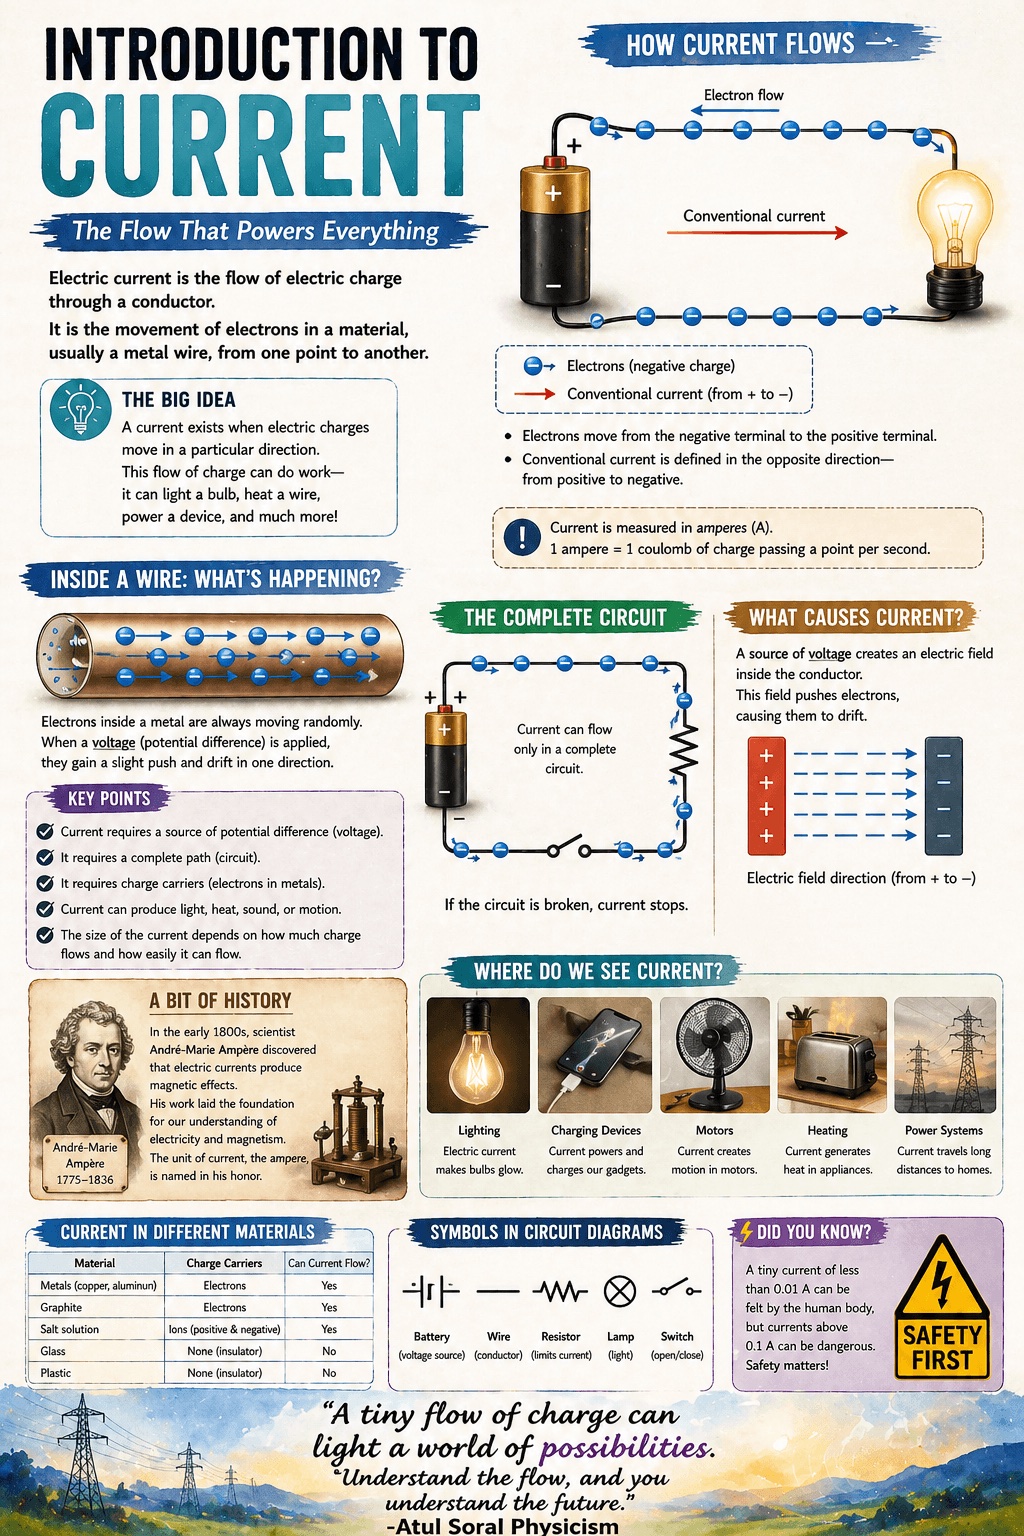 INTRODUCTION TO
CURRENT
The Flow That Powers Everything
Electric current is the flow of electric charge
through a conductor.
It is the movement of electrons in a material,
usually a metal wire, from one point to another.
THE BIG IDEA
A current exists when electric charges
move in a particular direction.
This flow of charge can do work—
it can light a bulb, heat a wire,
power a device, and much more!
HOW CURRENT FLOWS
Electron flow
+
+
−
Conventional current
Electrons (negative charge)
Conventional current (from + to −)
• Electrons move from the negative terminal to the positive terminal.
• Conventional current is defined in the opposite direction—
from positive to negative.
!
Current is measured in amperes (A).
1 ampere = 1 coulomb of charge passing a point per second.
INSIDE A WIRE: WHAT'S HAPPENING?
Electrons inside a metal are always moving randomly.
When a voltage (potential difference) is applied,
they gain a slight push and drift in one direction.
KEY POINTS
Current requires a source of potential difference (voltage).
It requires a complete path (circuit).
It requires charge carriers (electrons in metals).
Current can produce light, heat, sound, or motion.
The size of the current depends on how much charge
flows and how easily it can flow.
THE COMPLETE CIRCUIT
+ +
+
−
−
Current can flow
only in a complete
circuit.
If the circuit is broken, current stops.
WHAT CAUSES CURRENT?
A source of voltage creates an electric field
inside the conductor.
This field pushes electrons,
causing them to drift.
+ −
+ −
+ −
+ −
Electric field direction (from + to −)
A BIT OF HISTORY
In the early 1800s, scientist
André-Marie Ampère discovered
that electric currents produce
magnetic effects.
His work laid the foundation
for our understanding of
electricity and magnetism.
The unit of current, the ampere,
is named in his honor.
André-Marie
Ampère
1775–1836
WHERE DO WE SEE CURRENT?
Lighting
Electric current
makes bulbs glow.
Charging Devices
Current powers and
charges our gadgets.
Motors
Current creates
motion in motors.
Heating
Current generates
heat in appliances.
Power Systems
Current travels long
distances to homes.
CURRENT IN DIFFERENT MATERIALS
Material Charge Carriers Can Current Flow?
Metals (copper, aluminun) Electrons Yes
Graphite Electrons Yes
Salt solution Ions (positive & negative) Yes
Glass None (insulator) No
Plastic None (insulator) No
SYMBOLS IN CIRCUIT DIAGRAMS
Battery Wire Resistor Lamp Switch
(voltage source) (conductor) (limits current) (light) (open/close)
DID YOU KNOW?
A tiny current of less
than 0.01 A can be
felt by the human body,
but currents above
0.1 A can be dangerous.
Safety matters!
SAFETY
FIRST
“A tiny flow of charge can
light a world of possibilities.
“Understand the flow, and you
understand the future.”
-Atul Soral Physicism